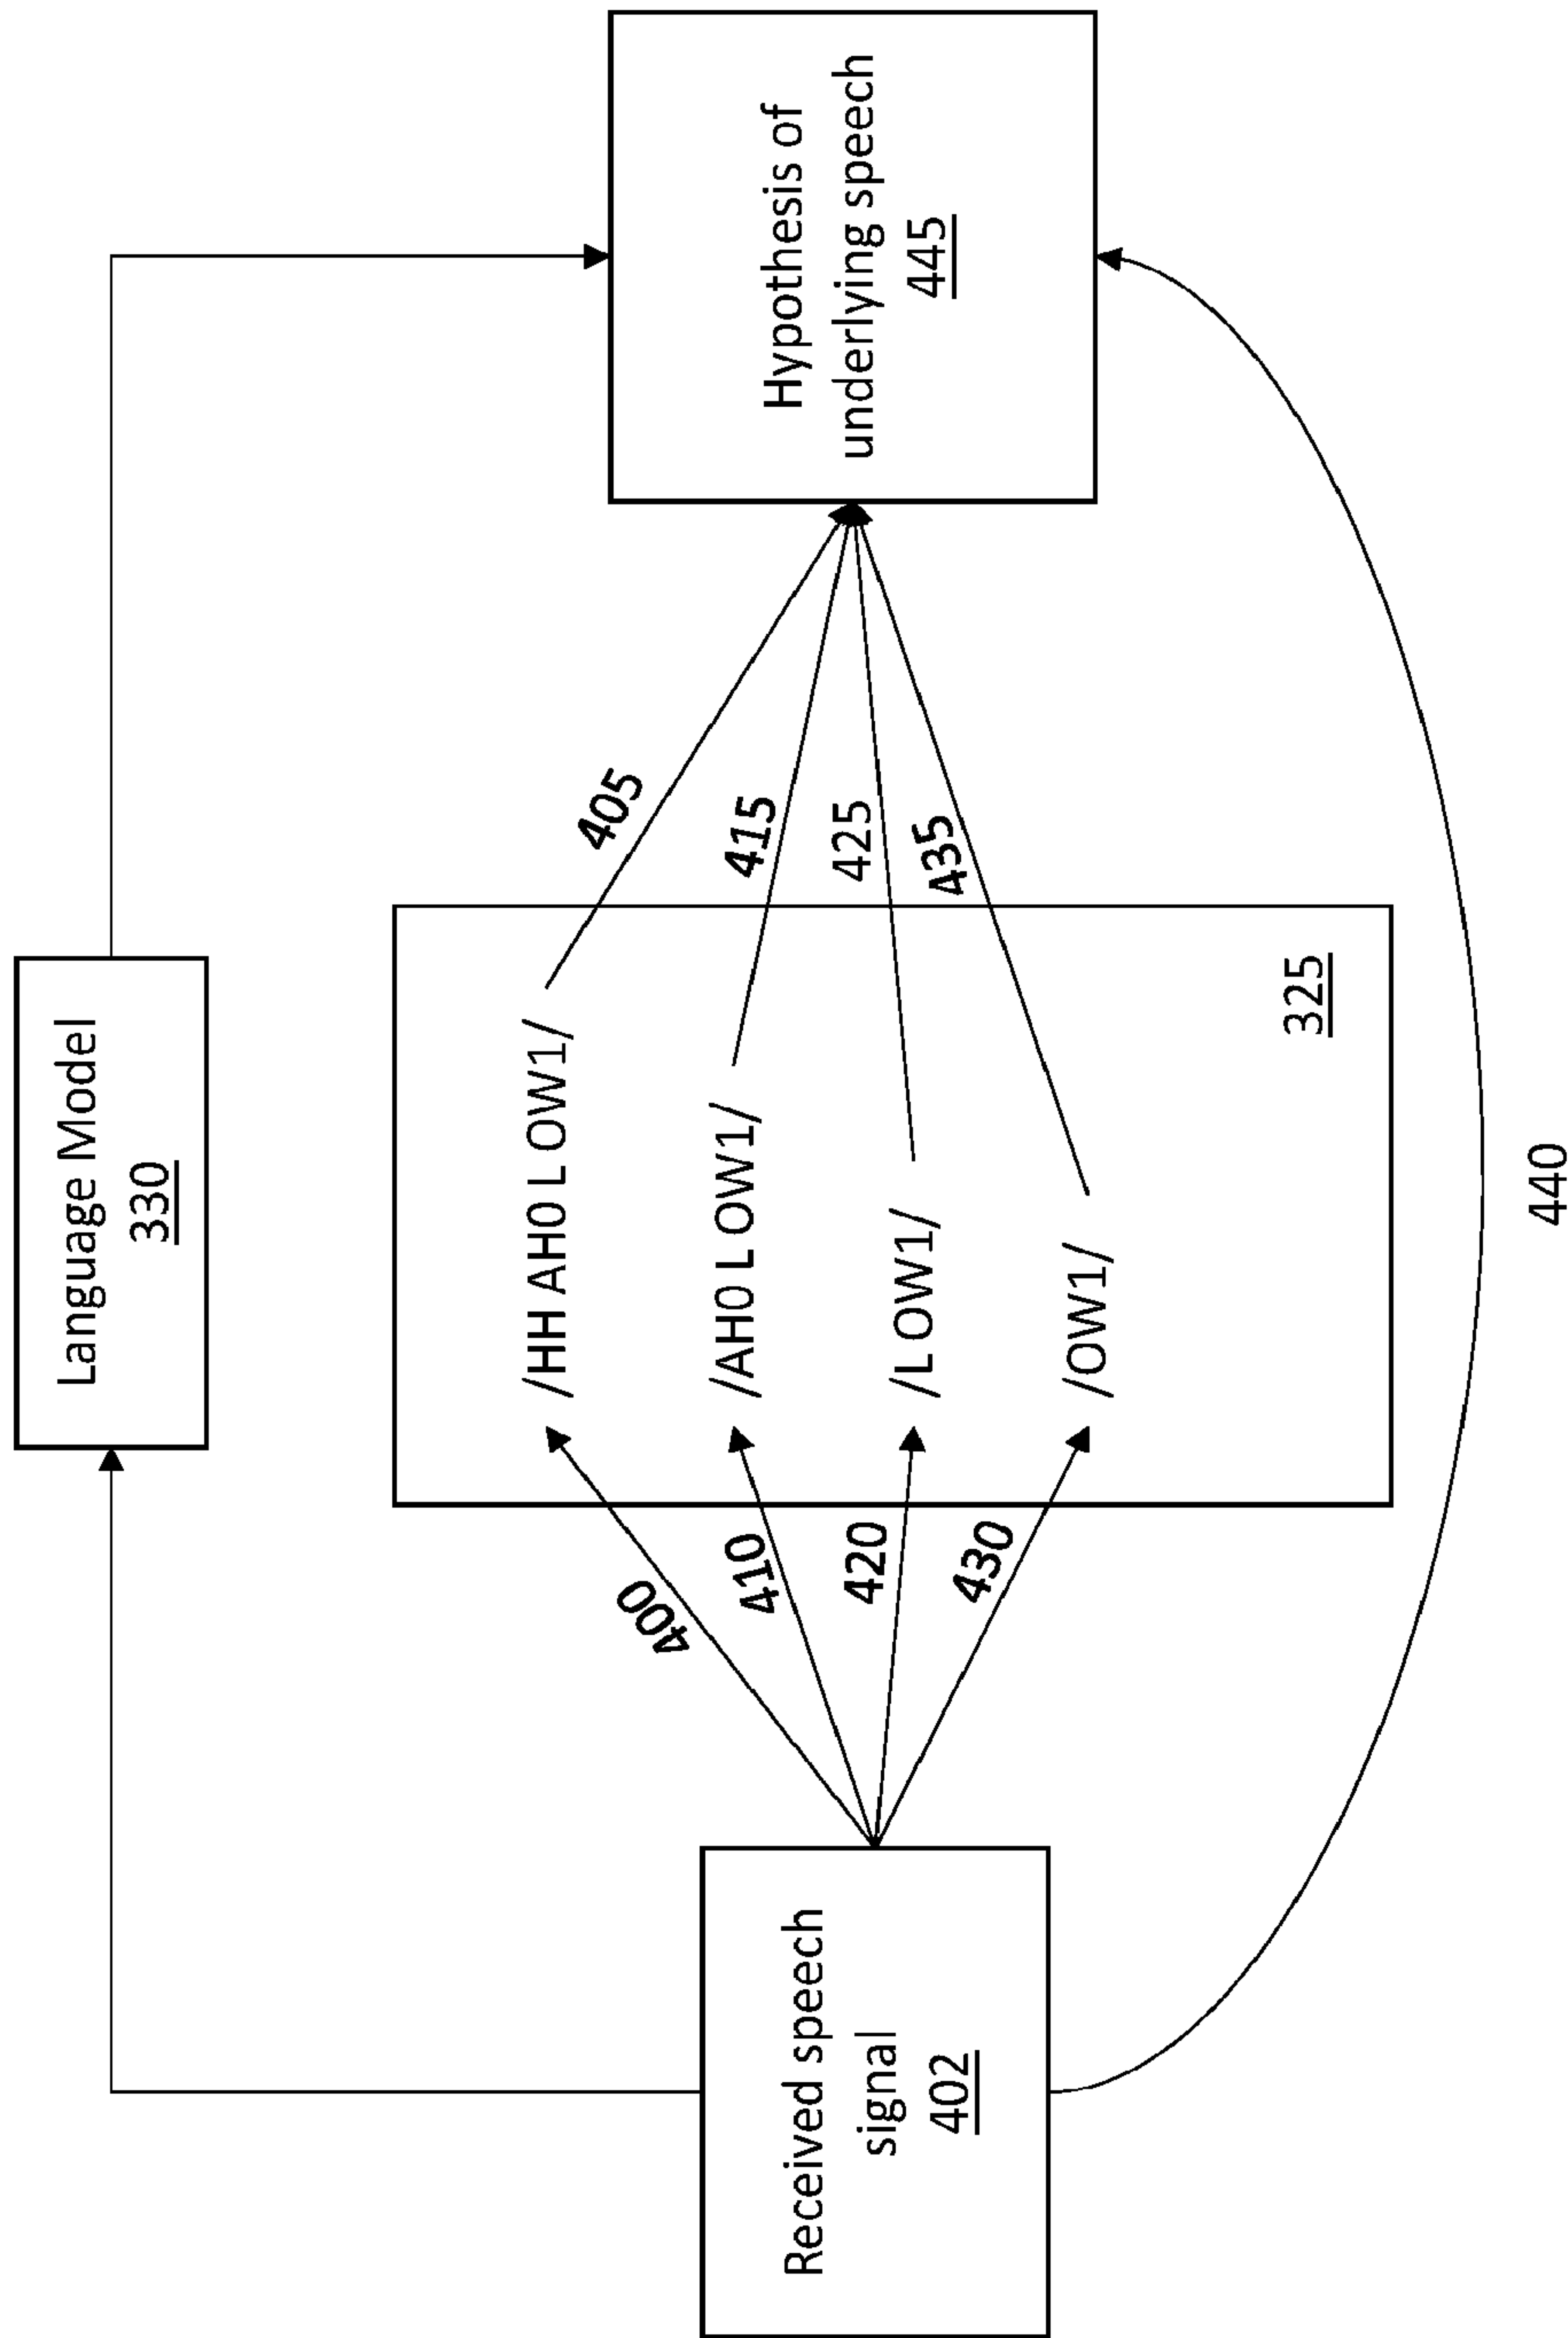 Language Model
330
400
/HH AH0 L OW1/
405
410
/AH0 L OW1/
415
Received speech
signal
402
420
/L OW1/
425
Hypothesis of
underlying speech
445
430
/OW1/
435
325
440